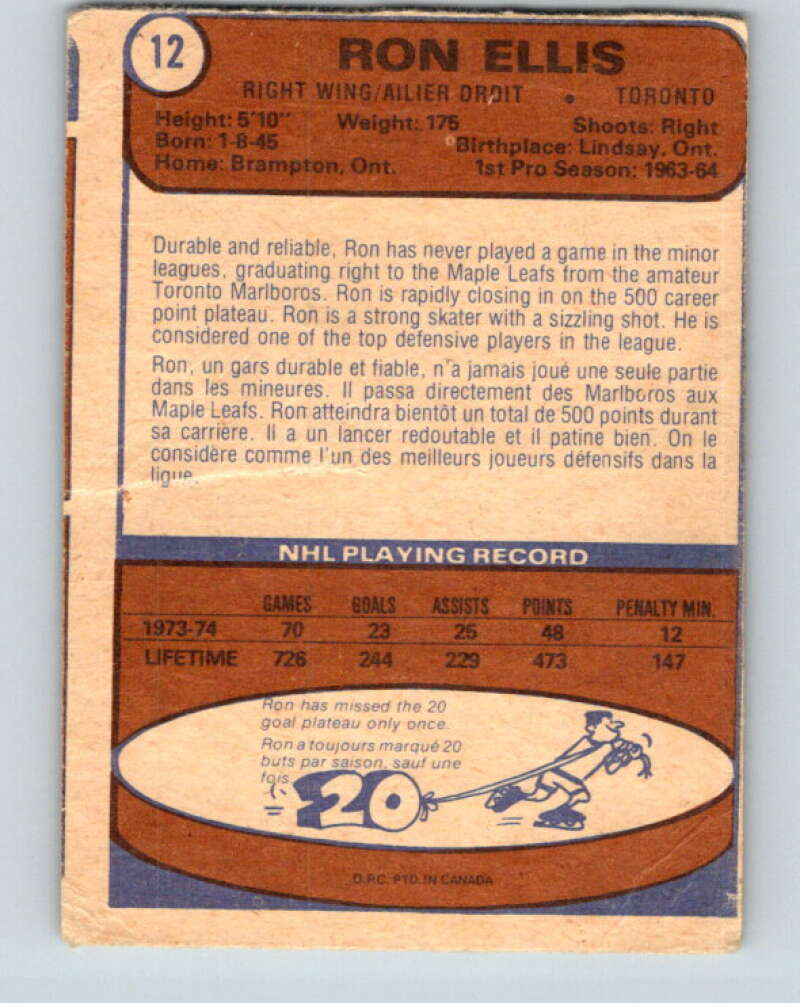 12
RON ELLIS
RIGHT WING/AILIER DROIT • TORONTO
Height: 5'10" Weight: 175 Shoots: Right
Born: 1-8-45 Birthplace: Lindsay, Ont.
Home: Brampton, Ont. 1st Pro Season: 1963-64
Durable and reliable, Ron has never played a game in the minor
leagues, graduating right to the Maple Leafs from the amateur
Toronto Marlboros. Ron is rapidly closing in on the 500 career
point plateau. Ron is a strong skater with a sizzling shot. He is
considered one of the top defensive players in the league.
Ron, un gars durable et fiable, n'a jamais joué une seule partie
dans les mineures. Il passa directement des Marlboros aux
Maple Leafs. Ron atteindra bientôt un total de 500 points durant
sa carrière. Il a un lancer redoutable et il patine bien. On le
considère comme l'un des meilleurs joueurs défensifs dans la
ligue.
NHL PLAYING RECORD
GAMES GOALS ASSISTS POINTS PENALTY MIN.
1973-74 70 23 25 48 12
LIFETIME 726 244 229 473 147
Ron has missed the 20
goal plateau only once.
Ron a toujours marqué 20
buts par saison, sauf une
fois.
20
O.P.C. PTD. IN CANADA